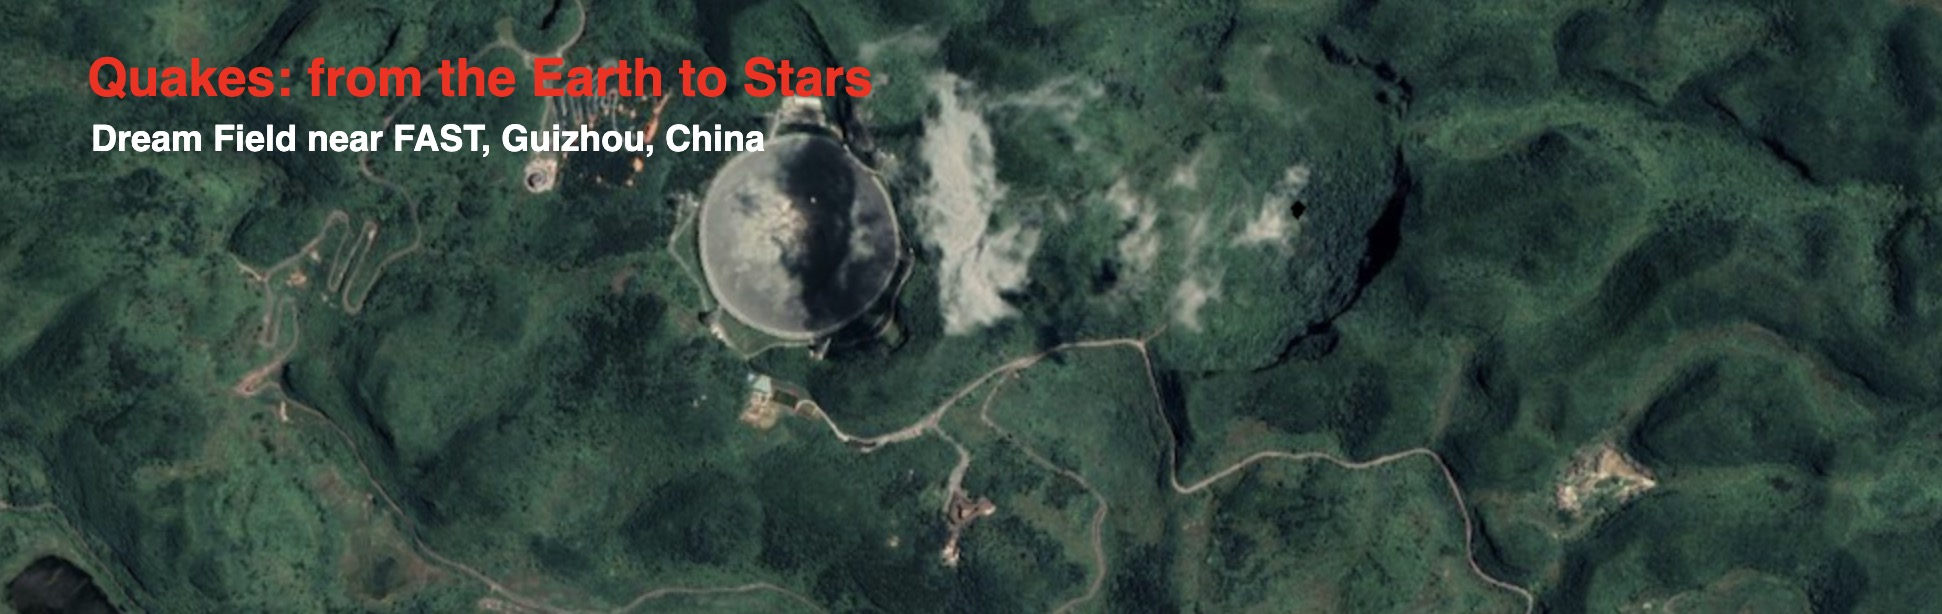 Quakes: from the Earth to Stars
Dream Field near FAST, Guizhou, China